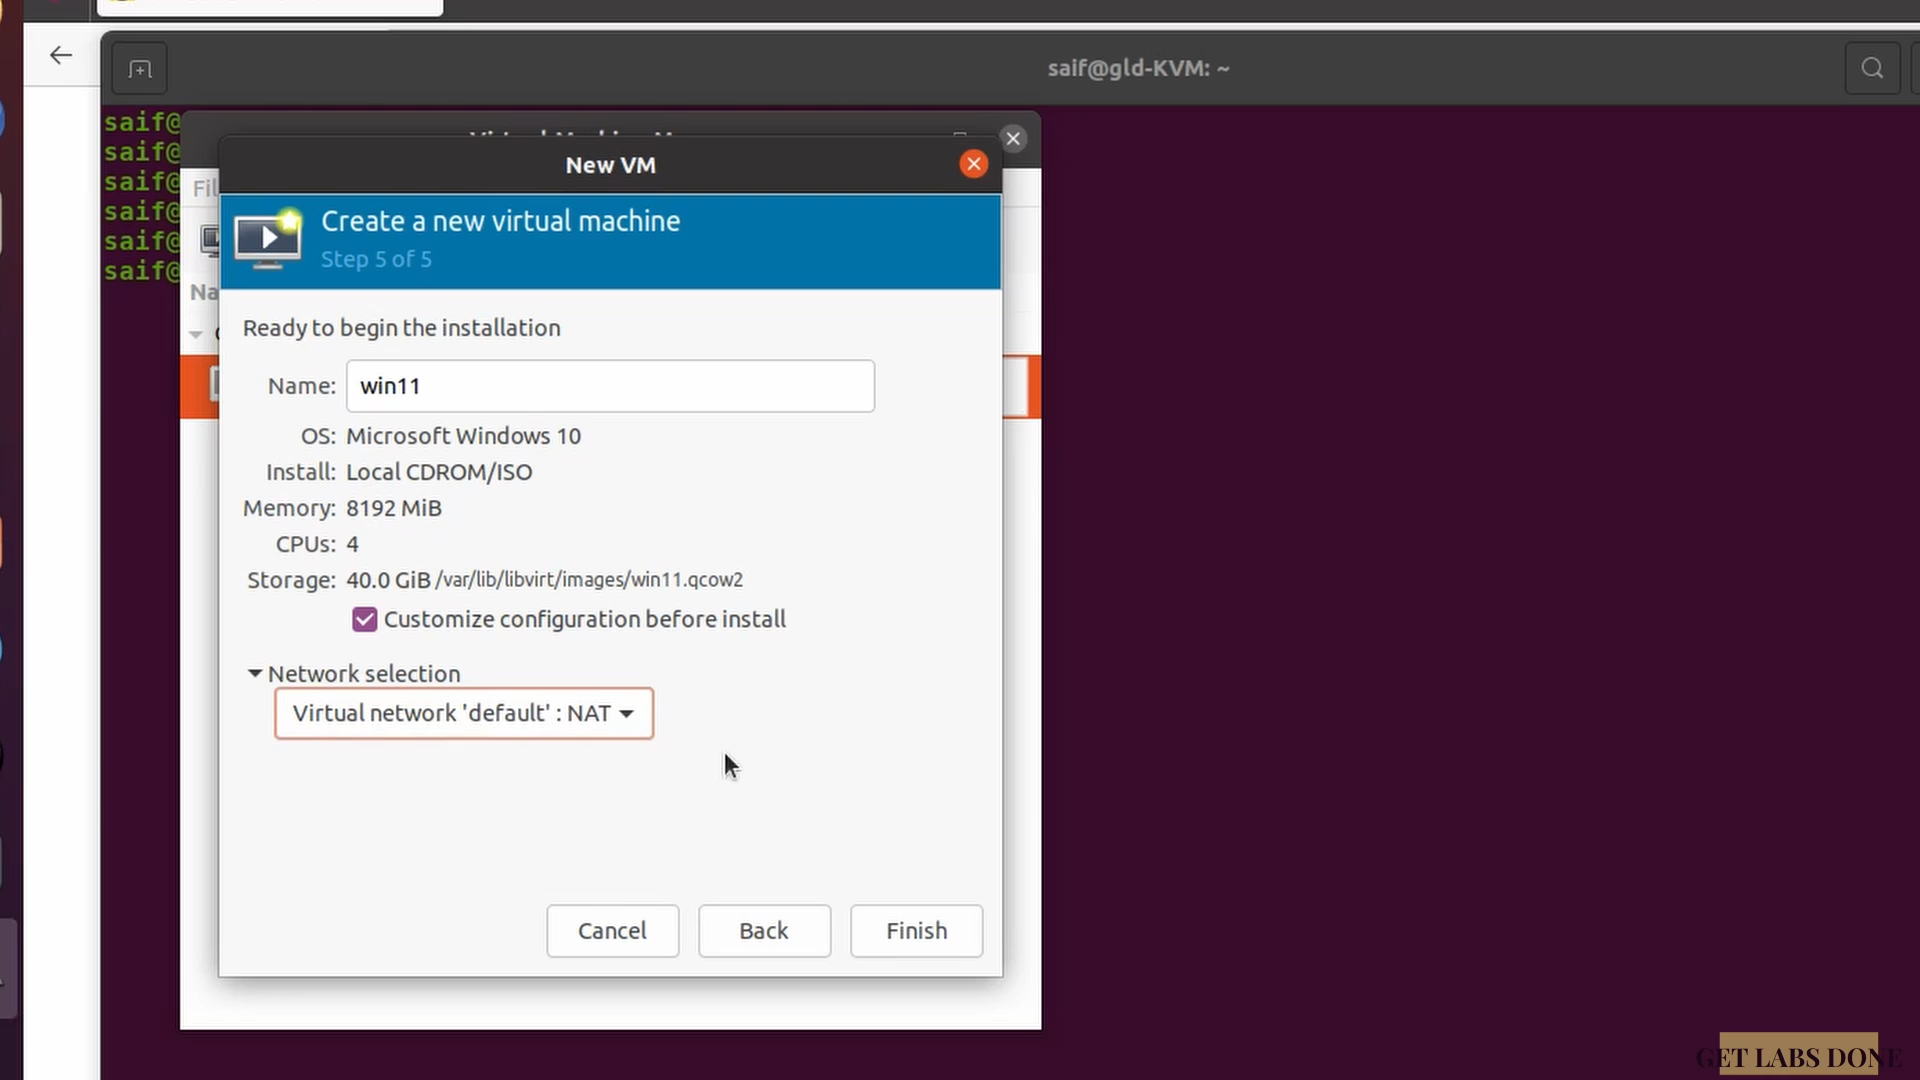 saif@gld-KVM: ~
saif@
saif@
saif@
saif@
saif@
saif@
New VM
Fil
Create a new virtual machine
Step 5 of 5
Na
Ready to begin the installation
Name: win11
OS: Microsoft Windows 10
Install: Local CDROM/ISO
Memory: 8192 MiB
CPUs: 4
Storage: 40.0 GiB /var/lib/libvirt/images/win11.qcow2
Customize configuration before install
Network selection
Virtual network 'default' : NAT
Cancel Back Finish
GET LABS DONE